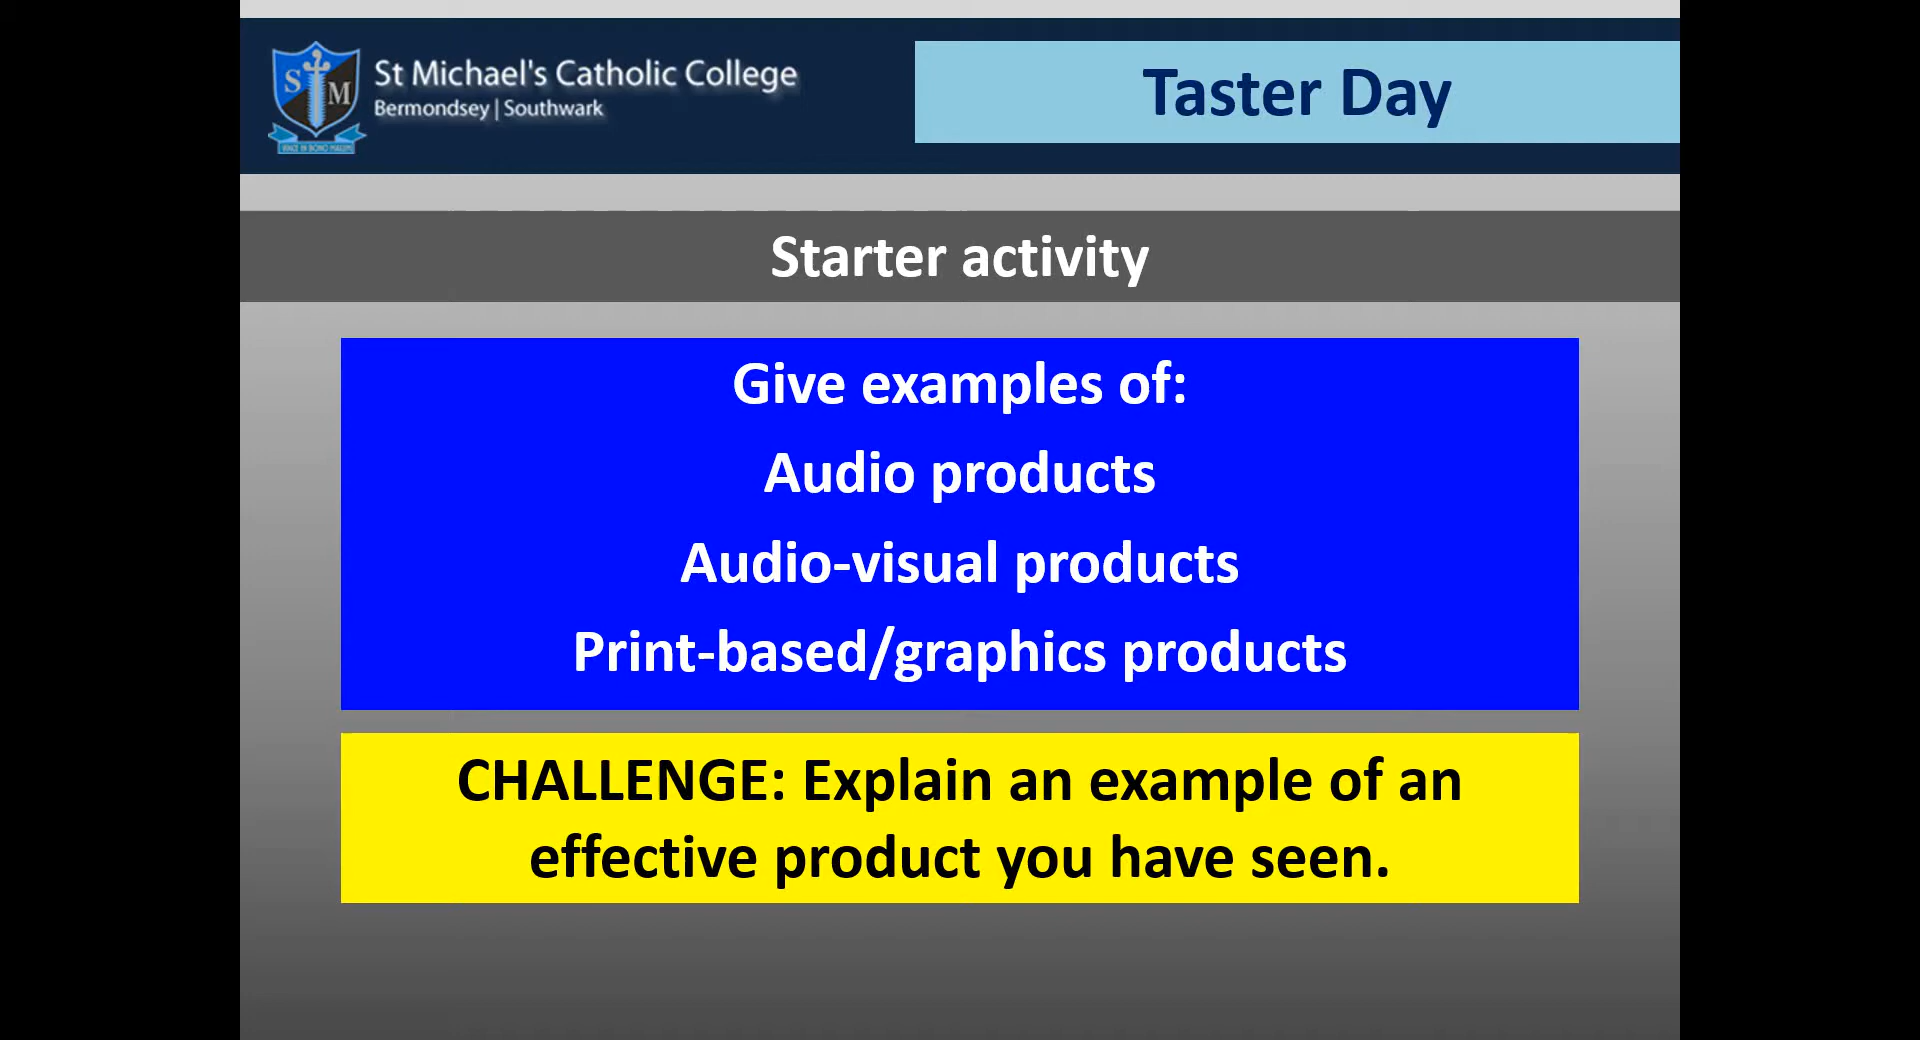 St Michael's Catholic College
Bermondsey | Southwark
S M
Taster Day
Starter activity
Give examples of:
Audio products
Audio-visual products
Print-based/graphics products
CHALLENGE: Explain an example of an
effective product you have seen.